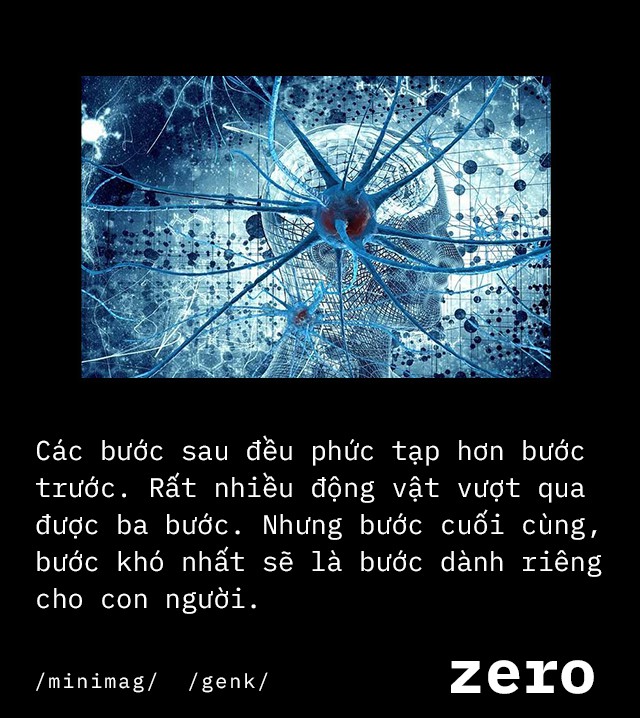 Các bước sau đều phức tạp hơn bước
trước. Rất nhiều động vật vượt qua
được ba bước. Nhưng bước cuối cùng,
bước khó nhất sẽ là bước dành riêng
cho con người.
/minimag/ /genk/ zero